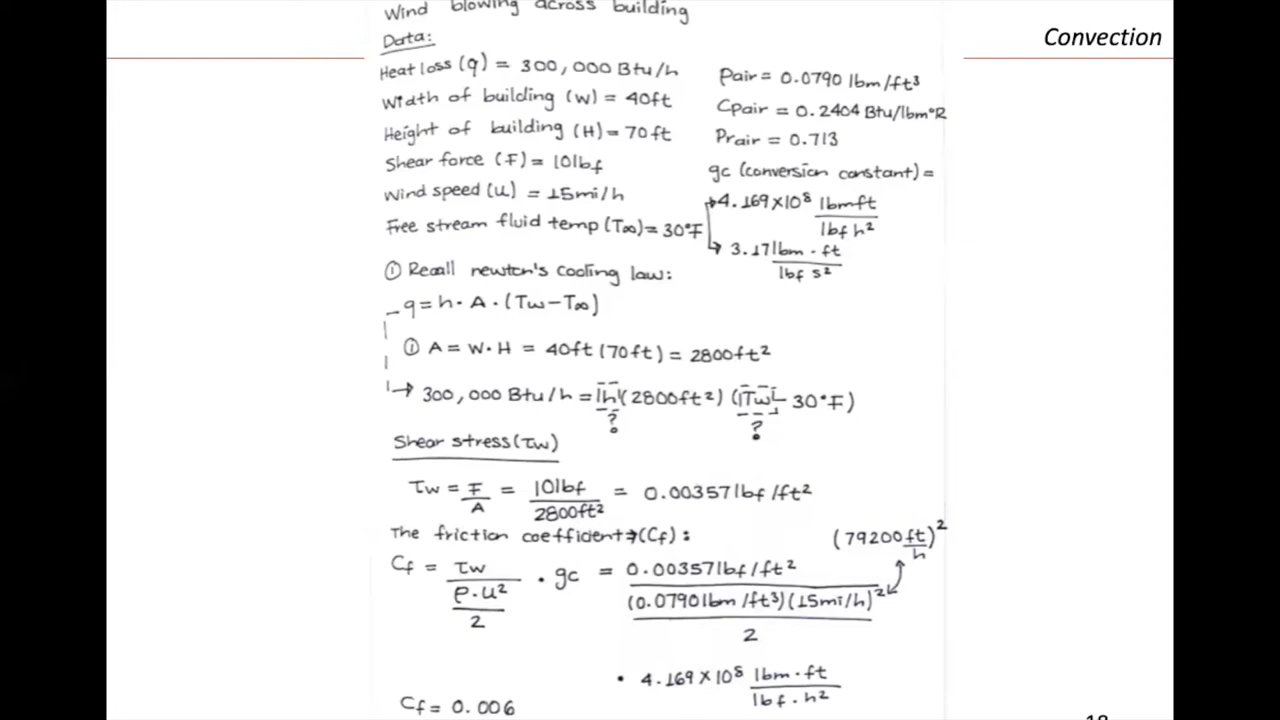 Convection
Wind blowing across building
Data:
Heat loss (q) = 300,000 Btu/h
Width of building (w) = 40ft
Height of building (H) = 70ft
Shear force (F) = 10lbf
Wind speed (u) = 15mi/h
Free stream fluid temp (T∞) = 30°F
ρair = 0.0790 lbm/ft³
Cpair = 0.2404 Btu/lbm°R
Prair = 0.713
gc (conversion constant) =
→ 4.169×10⁸ lbmft/lbf h²
→ 3.17 lbm · ft/lbf s²
① Recall newton's cooling law:
q = h · A · (Tw − T∞)
① A = W · H = 40ft (70ft) = 2800ft²
→ 300,000 Btu/h = h (2800ft²) (Tw − 30°F)
? ?
Shear stress (τw)
τw = F/A = 10lbf/2800ft² = 0.00357 lbf/ft²
The friction coefficient → (Cf) :
(79200 ft/h)²
Cf = τw/(ρ · u²/2) · gc = 0.00357 lbf/ft² / ((0.0790 lbm/ft³)(15mi/h)²/2)
· 4.169×10⁸ lbm · ft/lbf · h²
Cf = 0.006